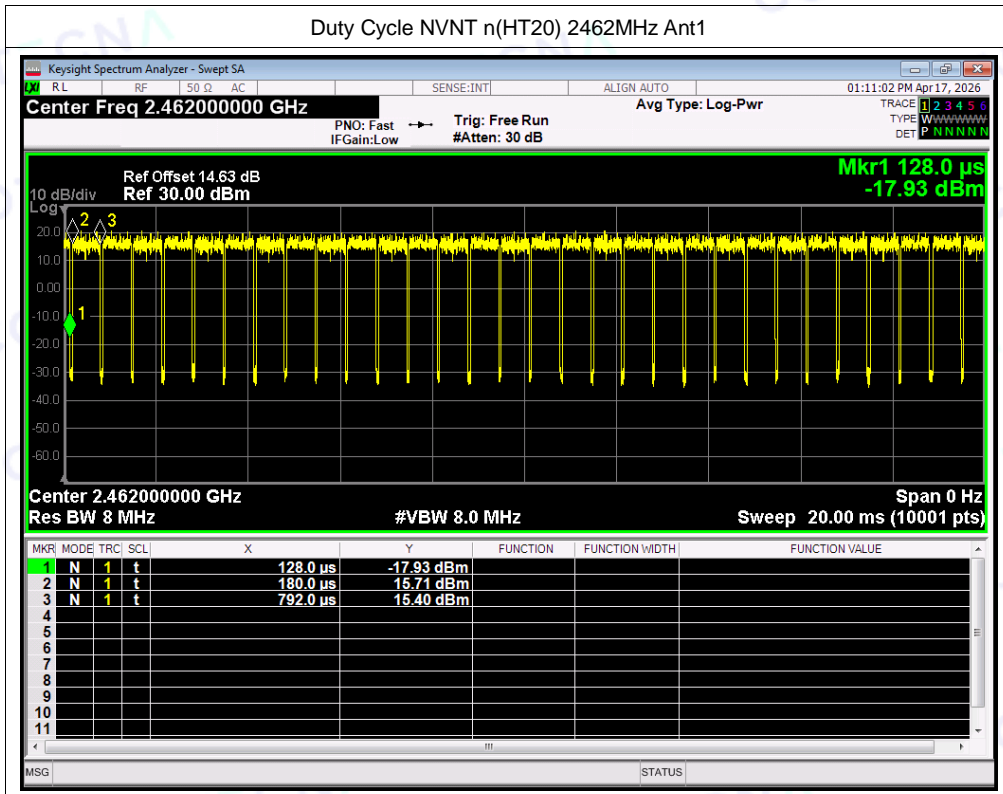 Duty Cycle NVNT n(HT20) 2462MHz Ant1
Keysight Spectrum Analyzer - Swept SA
LXI RL RF 50 Ω AC SENSE:INT ALIGN AUTO 01:11:02 PM Apr 17, 2026
Center Freq 2.462000000 GHz Avg Type: Log-Pwr TRACE 1 2 3 4 5 6
PNO: Fast Trig: Free Run TYPE WWWWWW
IFGain:Low #Atten: 30 dB DET P N N N N N
Mkr1 128.0 µs
-17.93 dBm
Ref Offset 14.63 dB
10 dB/div Ref 30.00 dBm
Log
2 3
20.0
10.0
0.00
-10.0
1
-20.0
-30.0
-40.0
-50.0
-60.0
Center 2.462000000 GHz Span 0 Hz
Res BW 8 MHz #VBW 8.0 MHz Sweep 20.00 ms (10001 pts)
MKR MODE TRC SCL X Y FUNCTION FUNCTION WIDTH FUNCTION VALUE
1 N 1 t 128.0 µs -17.93 dBm
2 N 1 t 180.0 µs 15.71 dBm
3 N 1 t 792.0 µs 15.40 dBm
4
5
6
7
8
9
10
11
MSG STATUS